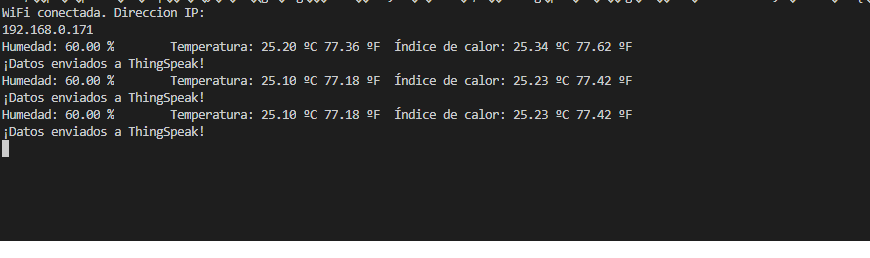 WiFi conectada. Direccion IP:
192.168.0.171
Humedad: 60.00 %        Temperatura: 25.20 ºC 77.36 ºF  Índice de calor: 25.34 ºC 77.62 ºF
¡Datos enviados a ThingSpeak!
Humedad: 60.00 %        Temperatura: 25.10 ºC 77.18 ºF  Índice de calor: 25.23 ºC 77.42 ºF
¡Datos enviados a ThingSpeak!
Humedad: 60.00 %        Temperatura: 25.10 ºC 77.18 ºF  Índice de calor: 25.23 ºC 77.42 ºF
¡Datos enviados a ThingSpeak!